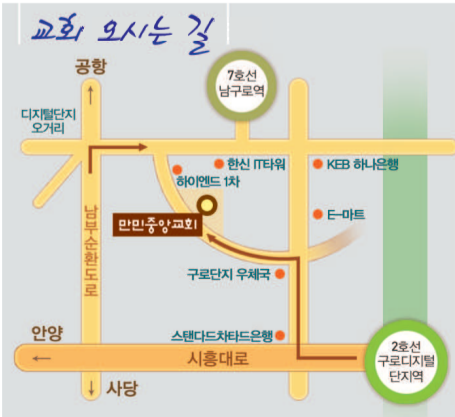 교회 오시는 길
공항
7호선
남구로역
디지털단지
오거리
한신 IT타워
KEB 하나은행
하이엔드 1차
E-마트
만민중앙교회
남부순환도로
구로단지 우체국
안양
스탠다드차타드은행
2호선
구로디지털
단지역
시흥대로
사당